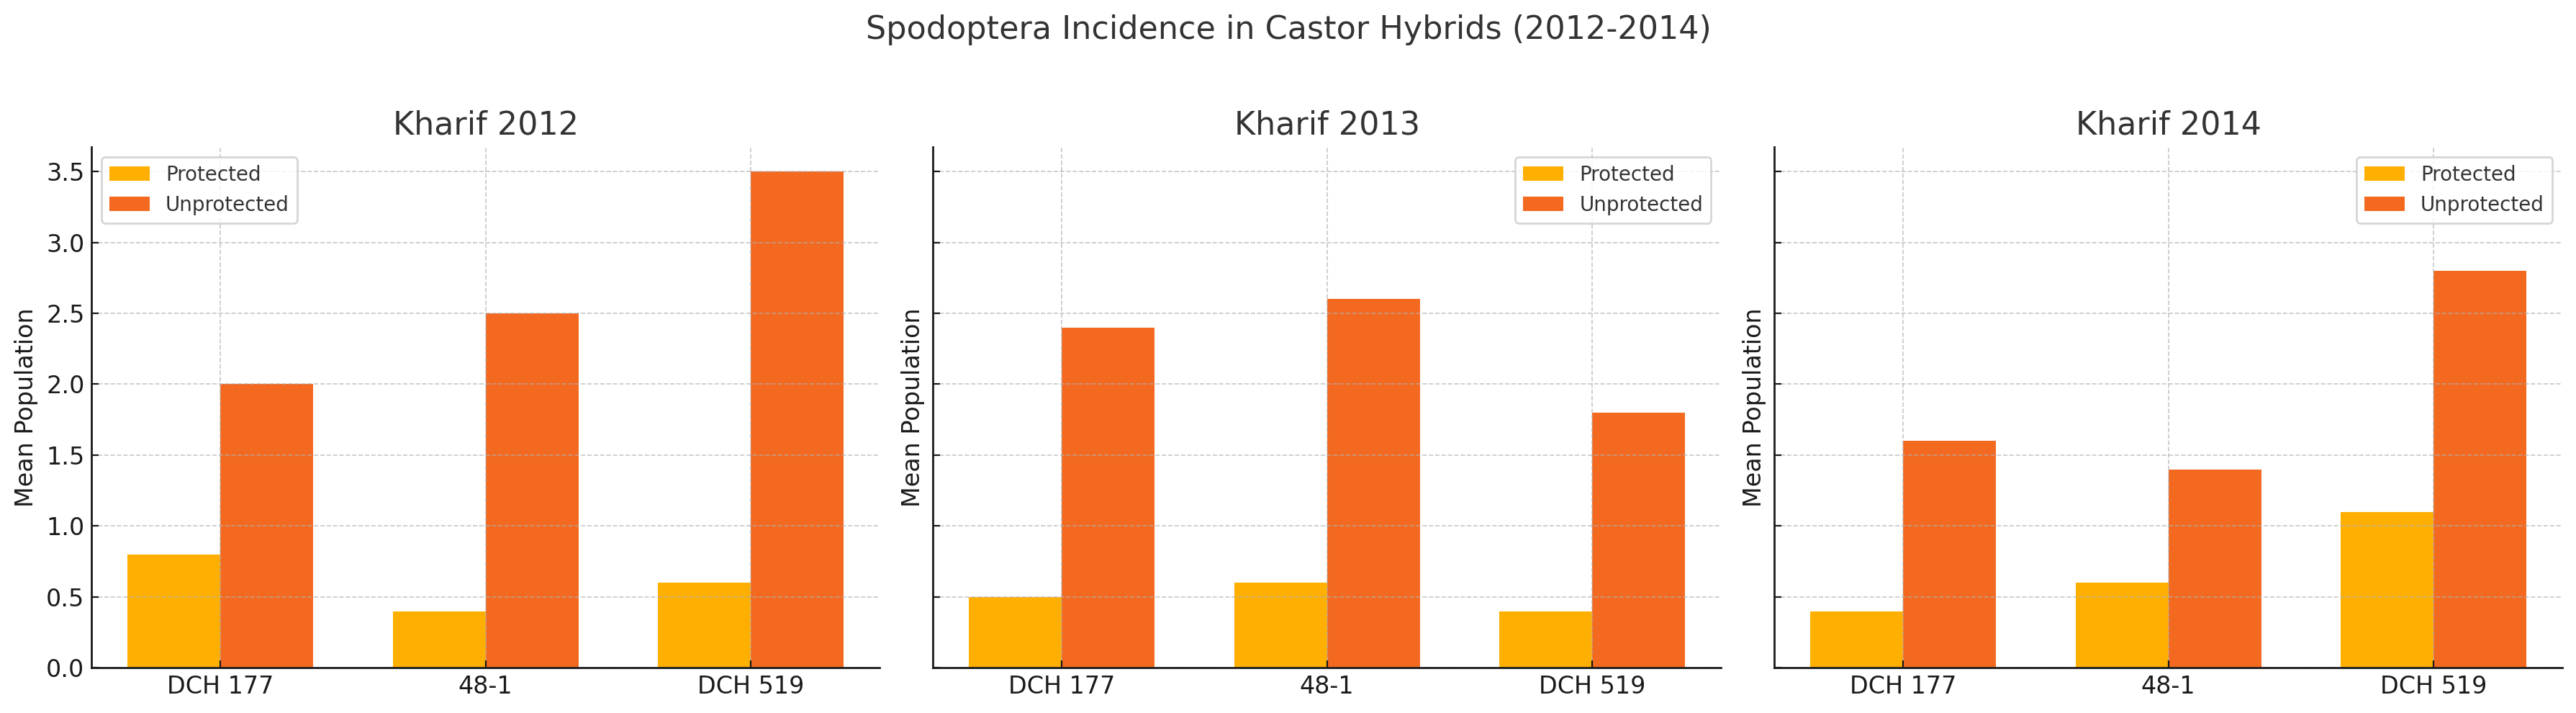 Spodoptera Incidence in Castor Hybrids (2012-2014)
Kharif 2012
Protected
Unprotected
Mean Population
3.5
3.0
2.5
2.0
1.5
1.0
0.5
0.0
DCH 177
48-1
DCH 519
Kharif 2013
Protected
Unprotected
Mean Population
DCH 177
48-1
DCH 519
Kharif 2014
Protected
Unprotected
Mean Population
DCH 177
48-1
DCH 519